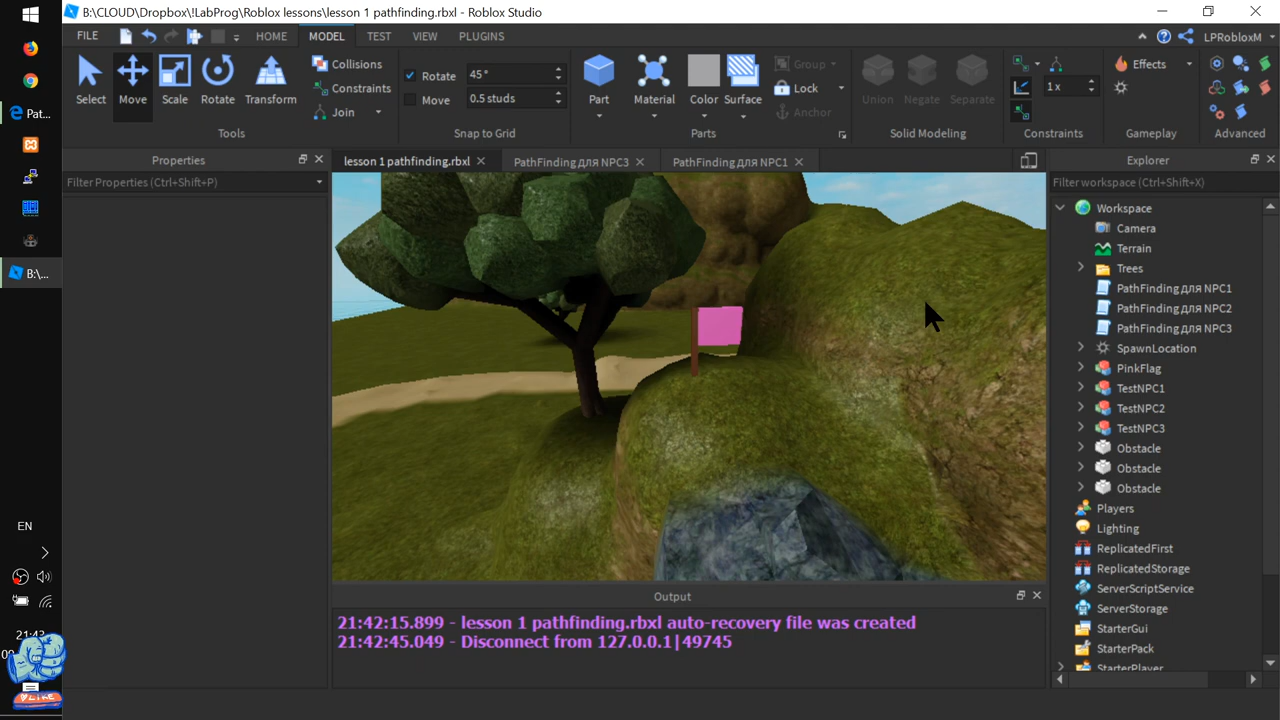 B:\CLOUD\Dropbox\!LabProg\Roblox lessons\lesson 1 pathfinding.rbxl - Roblox Studio
FILE HOME MODEL TEST VIEW PLUGINS LPRobloxM
Select Move Scale Rotate Transform
Collisions
Constraints
Join
Rotate 45°
Move 0.5 studs
Part Material Color Surface
Group
Lock
Anchor
Union Negate Separate
1 x
Effects
Tools Snap to Grid Parts Solid Modeling Constraints Gameplay Advanced
Pat...
B:\...
EN
Properties
Filter Properties (Ctrl+Shift+P)
lesson 1 pathfinding.rbxl PathFinding для NPC3 PathFinding для NPC1
Explorer
Filter workspace (Ctrl+Shift+X)
Workspace
Camera
Terrain
Trees
PathFinding для NPC1
PathFinding для NPC2
PathFinding для NPC3
SpawnLocation
PinkFlag
TestNPC1
TestNPC2
TestNPC3
Obstacle
Obstacle
Obstacle
Players
Lighting
ReplicatedFirst
ReplicatedStorage
ServerScriptService
ServerStorage
StarterGui
StarterPack
StarterPlayer
Output
21:42:15.899 - lesson 1 pathfinding.rbxl auto-recovery file was created
21:42:45.049 - Disconnect from 127.0.0.1|49745
LIKE